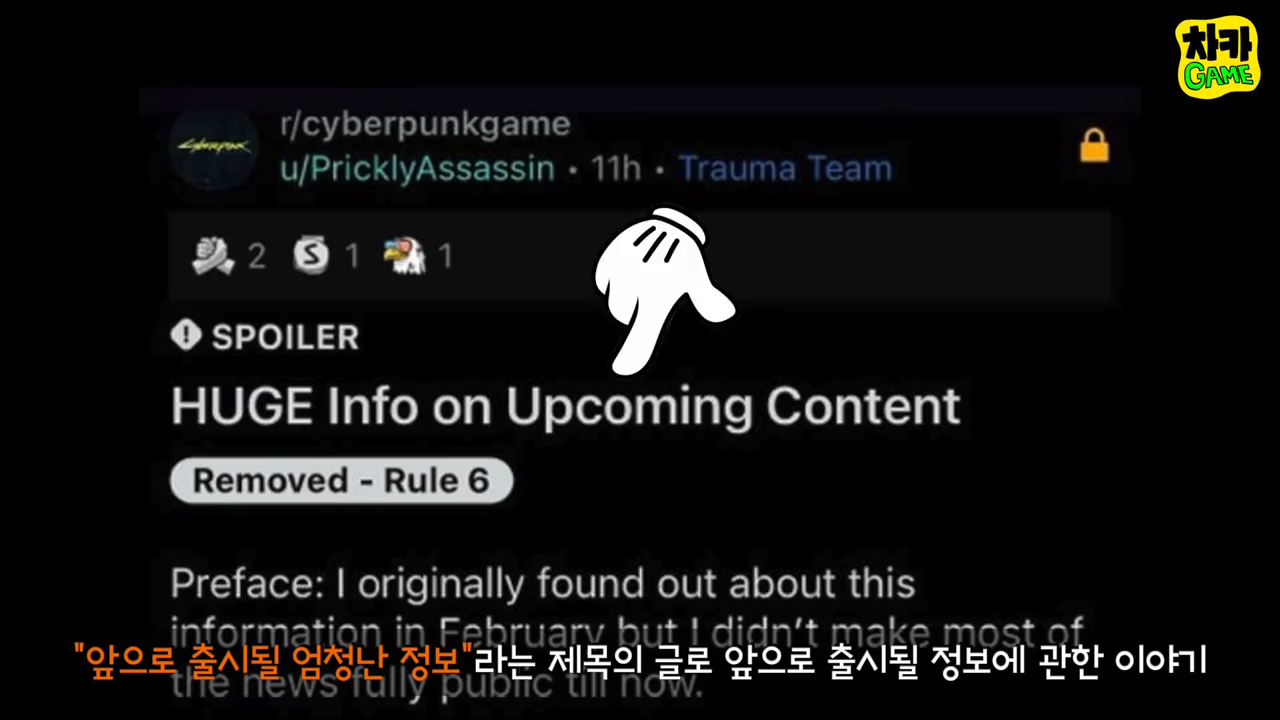 차카
GAME
r/cyberpunkgame
u/PricklyAssassin • 11h • Trauma Team
2 S 1 1
SPOILER
HUGE Info on Upcoming Content
Removed - Rule 6
Preface: I originally found out about this
information in February but I didn't make most of
the news fully public till now.
"앞으로 출시될 엄청난 정보"라는 제목의 글로 앞으로 출시될 정보에 관한 이야기